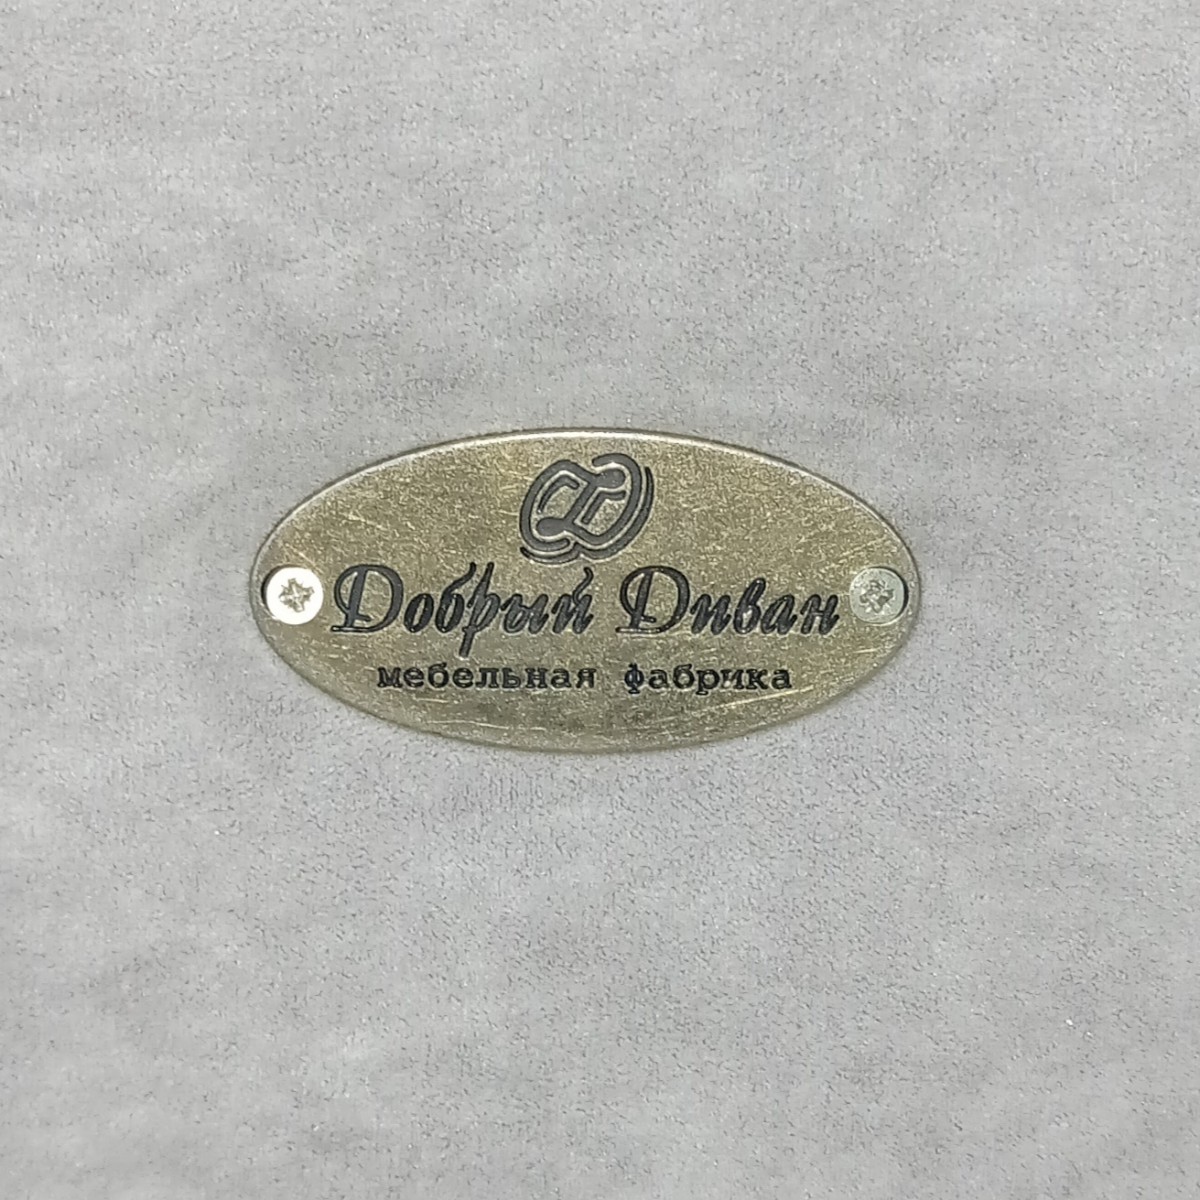 Добрый Диван
мебельная фабрика